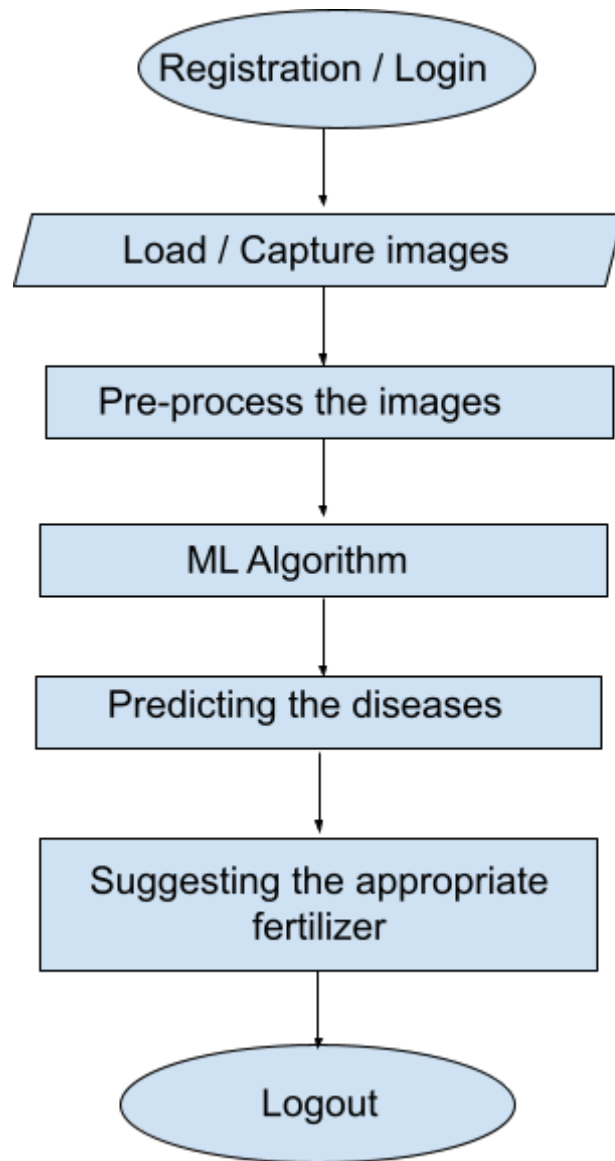 Registration / Login
Load / Capture images
Pre-process the images
ML Algorithm
Predicting the diseases
Suggesting the appropriate
fertilizer
Logout